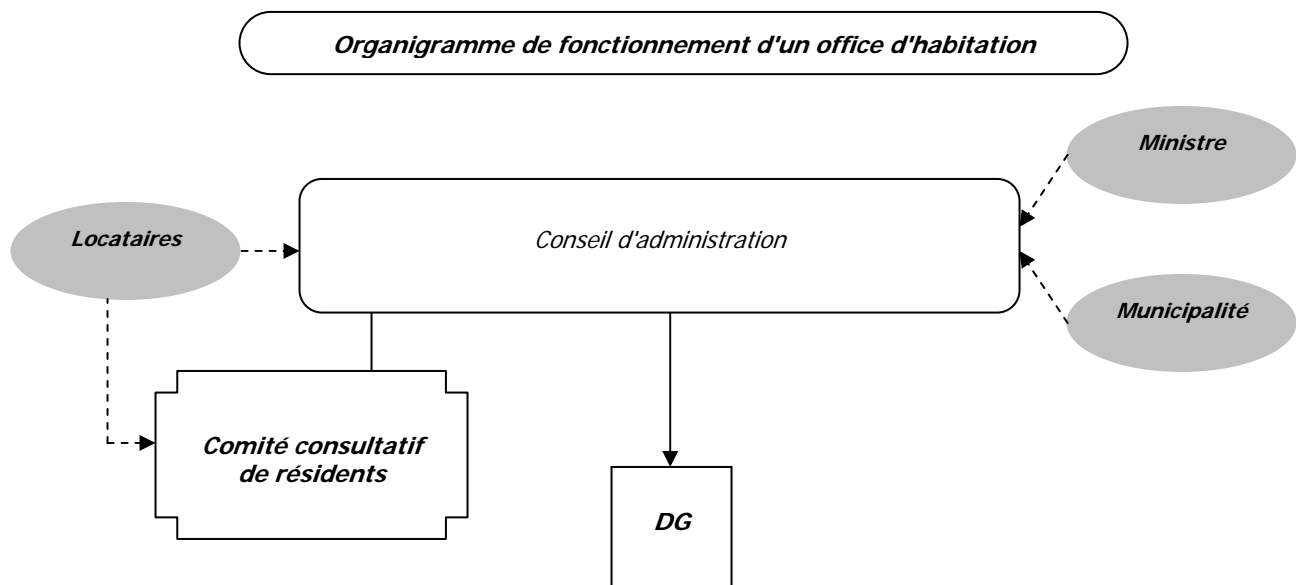 Organigramme de fonctionnement d'un office d'habitation
Ministre
Locataires
Conseil d'administration
Municipalité
Comité consultatif
de résidents
DG